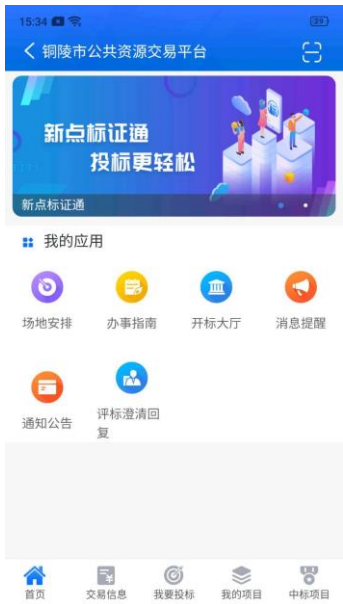 15:34
39
铜陵市公共资源交易平台
新点标证通
投标更轻松
新点标证通
我的应用
场地安排
办事指南
开标大厅
消息提醒
通知公告
评标澄清回
复
首页
交易信息
我要投标
我的项目
中标项目